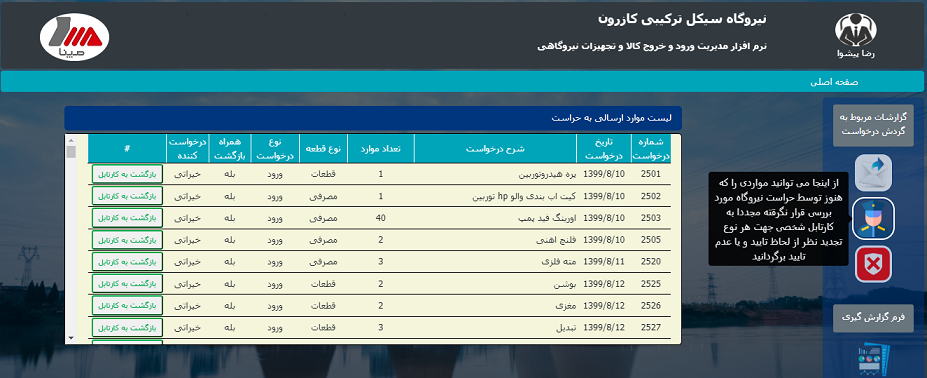 نیروگاه سیکل ترکیبی کازرون
نرم افزار مدیریت ورود و خروج کالا و تجهیزات نیروگاهی
رضا پیشوا
مپنا
صفحه اصلی
گزارشات مربوط به
گردش درخواست
از اینجا می توانید مواردی را که
هنوز توسط حراست نیروگاه مورد
بررسی قرار نگرفته مجددا به
کارتابل شخصی جهت هر نوع
تجدید نظر از لحاظ تایید و یا عدم
تایید برگردانید
فرم گزارش گیری
لیست موارد ارسالی به حراست
شماره درخواست تاریخ درخواست شرح درخواست تعداد موارد نوع قطعه نوع درخواست همراه بازگشت درخواست کننده #
2501 1399/8/10 پره هیدروتوربین 1 قطعات ورود بله خیراتی بازگشت به کارتابل
2502 1399/8/10 کیت اب بندی والو hp توربین 1 مصرفی ورود بله خیراتی بازگشت به کارتابل
2503 1399/8/10 اورینگ فید پمپ 40 مصرفی ورود بله خیراتی بازگشت به کارتابل
2505 1399/8/10 فلنج اهنی 2 مصرفی ورود بله خیراتی بازگشت به کارتابل
2520 1399/8/11 مته فلزی 3 مصرفی ورود بله خیراتی بازگشت به کارتابل
2525 1399/8/12 بوشن 2 قطعات ورود بله خیراتی بازگشت به کارتابل
2526 1399/8/12 مغزی 2 قطعات ورود بله خیراتی بازگشت به کارتابل
2527 1399/8/12 تبدیل 3 قطعات ورود بله خیراتی بازگشت به کارتابل